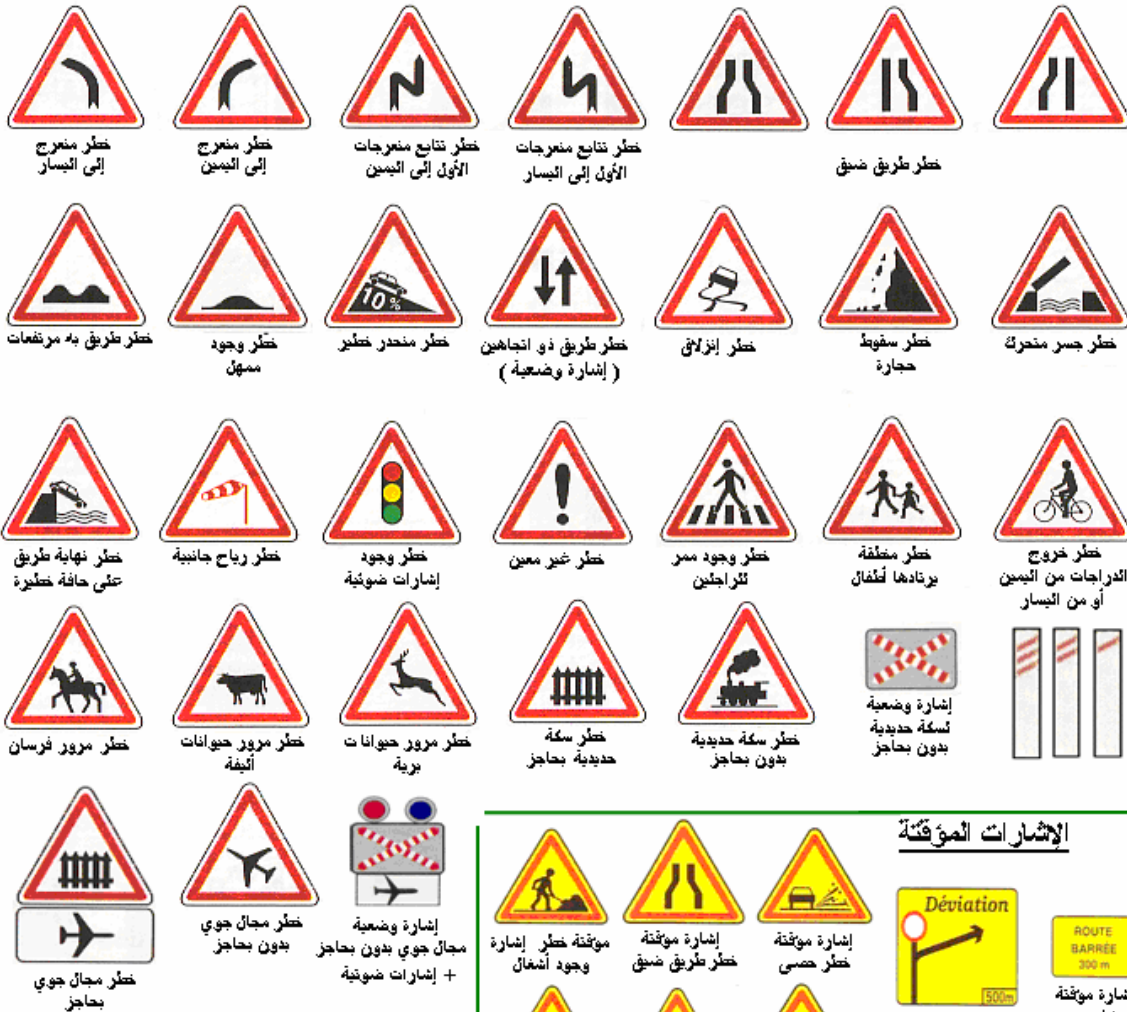 خطر منعرج
إلى اليسار
خطر منعرج
إلى اليمين
خطر تتابع منعرجات
الأول إلى اليمين
خطر تتابع منعرجات
الأول إلى اليسار
خطر طريق ضيق
خطر طريق به مرتفعات
خطر وجود
ممهل
10%
خطر منحدر خطير
خطر طريق ذو اتجاهين
( إشارة وضعية )
خطر إنزلاق
خطر سقوط
حجارة
خطر جسر متحرك
خطر نهاية طريق
على حافة خطيرة
خطر رياح جانبية
خطر وجود
إشارات ضوئية
خطر غير معين
خطر وجود ممر
للراجلين
خطر منطقة
يرتادها أطفال
خطر خروج
الدراجات من اليمين
أو من اليسار
خطر مرور فرسان
خطر مرور حيوانات
أليفة
خطر مرور حيوانات
برية
خطر سكة
حديدية بحاجز
خطر سكة حديدية
بدون بحاجز
إشارة وضعية
لسكة حديدية
بدون بحاجز
خطر مجال جوي
بحاجز
خطر مجال جوي
بدون بحاجز
إشارة وضعية
مجال جوي بدون بحاجز
+ إشارات ضوئية
الإشارات المؤقتة
موقتة خطر إشارة
وجود أشغال
إشارة موقتة
خطر طريق ضيق
إشارة موقتة
خطر حصى
Déviation
500m
ROUTE
BARRÉE
300 m
شارة موقتة